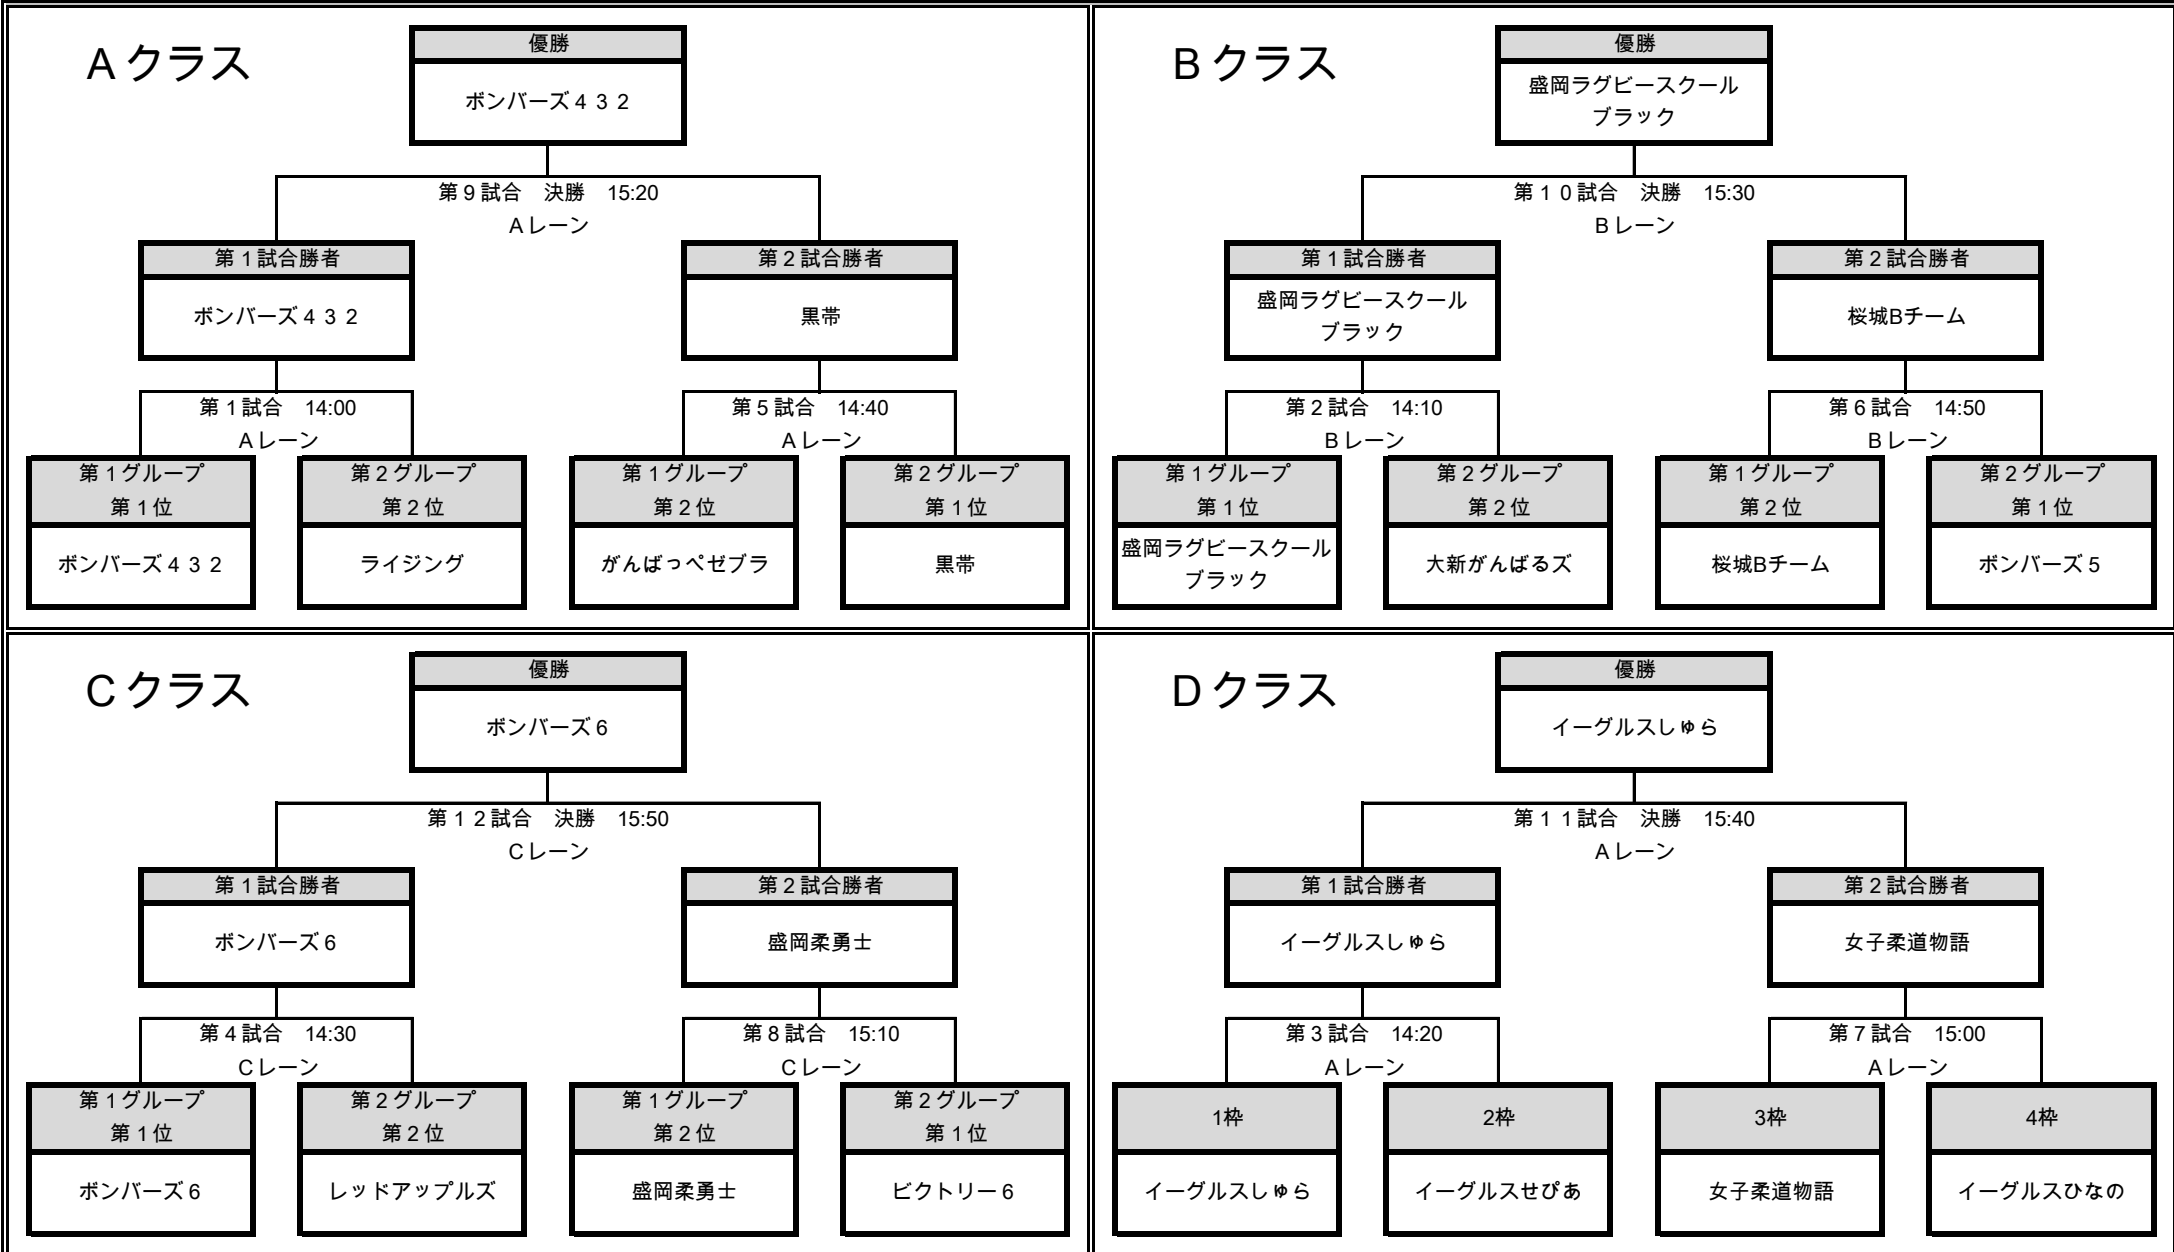 Aクラス
優勝
ボンバーズ４３２
第９試合　決勝　15:20
Aレーン
第１試合勝者
ボンバーズ４３２
第２試合勝者
黒帯
第１試合　14:00
Aレーン
第５試合　14:40
Aレーン
第１グループ
第１位
ボンバーズ４３２
第２グループ
第２位
ライジング
第１グループ
第２位
がんばっぺゼブラ
第２グループ
第１位
黒帯
Bクラス
優勝
盛岡ラグビースクール
ブラック
第１０試合　決勝　15:30
Bレーン
第１試合勝者
盛岡ラグビースクール
ブラック
第２試合勝者
桜城Bチーム
第２試合　14:10
Bレーン
第６試合　14:50
Bレーン
第１グループ
第１位
盛岡ラグビースクール
ブラック
第２グループ
第２位
大新がんばるズ
第１グループ
第２位
桜城Bチーム
第２グループ
第１位
ボンバーズ５
Cクラス
優勝
ボンバーズ６
第１２試合　決勝　15:50
Cレーン
第１試合勝者
ボンバーズ６
第２試合勝者
盛岡柔勇士
第４試合　14:30
Cレーン
第８試合　15:10
Cレーン
第１グループ
第１位
ボンバーズ６
第２グループ
第２位
レッドアップルズ
第１グループ
第２位
盛岡柔勇士
第２グループ
第１位
ビクトリー６
Dクラス
優勝
イーグルスしゅら
第１１試合　決勝　15:40
Aレーン
第１試合勝者
イーグルスしゅら
第２試合勝者
女子柔道物語
第３試合　14:20
Aレーン
第７試合　15:00
Aレーン
1枠
イーグルスしゅら
2枠
イーグルスせぴあ
3枠
女子柔道物語
4枠
イーグルスひなの